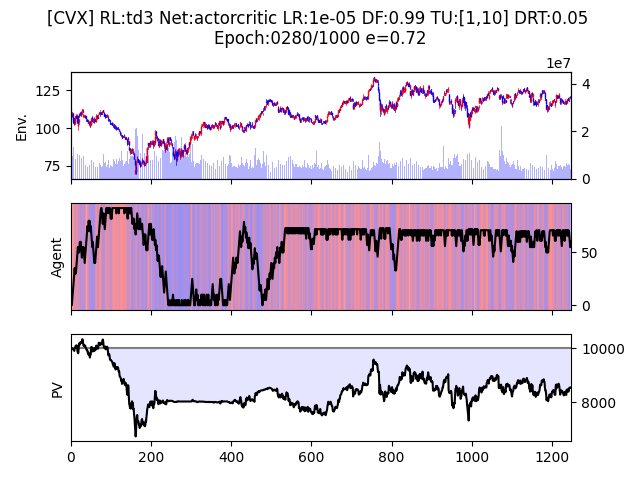 [CVX] RL:td3 Net:actorcritic LR:1e-05 DF:0.99 TU:[1,10] DRT:0.05
Epoch:0280/1000 e=0.72
1e7
125
100
75
Env.
4
2
0
Agent
50
0
PV
10000
8000
0 200 400 600 800 1000 1200